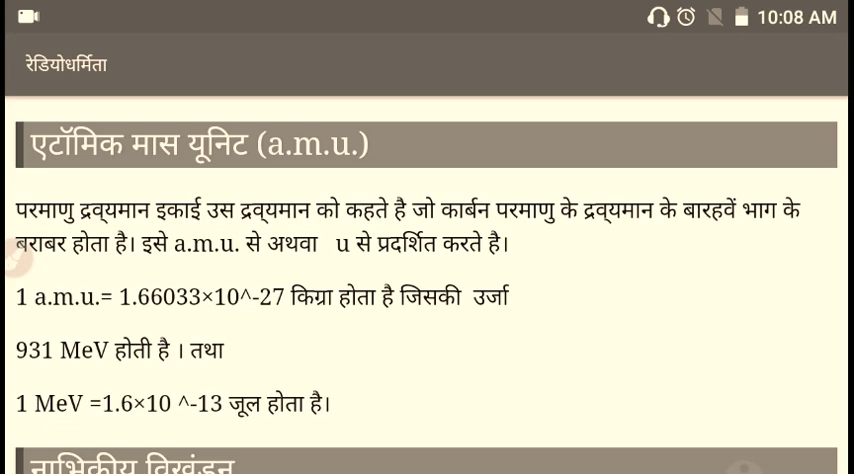 10:08 AM
रेडियोधर्मिता
एटॉमिक मास यूनिट (a.m.u.)
परमाणु द्रव्यमान इकाई उस द्रव्यमान को कहते है जो कार्बन परमाणु के द्रव्यमान के बारहवें भाग के
बराबर होता है। इसे a.m.u. से अथवा u से प्रदर्शित करते है।
1 a.m.u.= 1.66033×10^-27 किग्रा होता है जिसकी उर्जा
931 MeV होती है । तथा
1 MeV =1.6×10 ^-13 जूल होता है।
नाभिकीय विखंडन